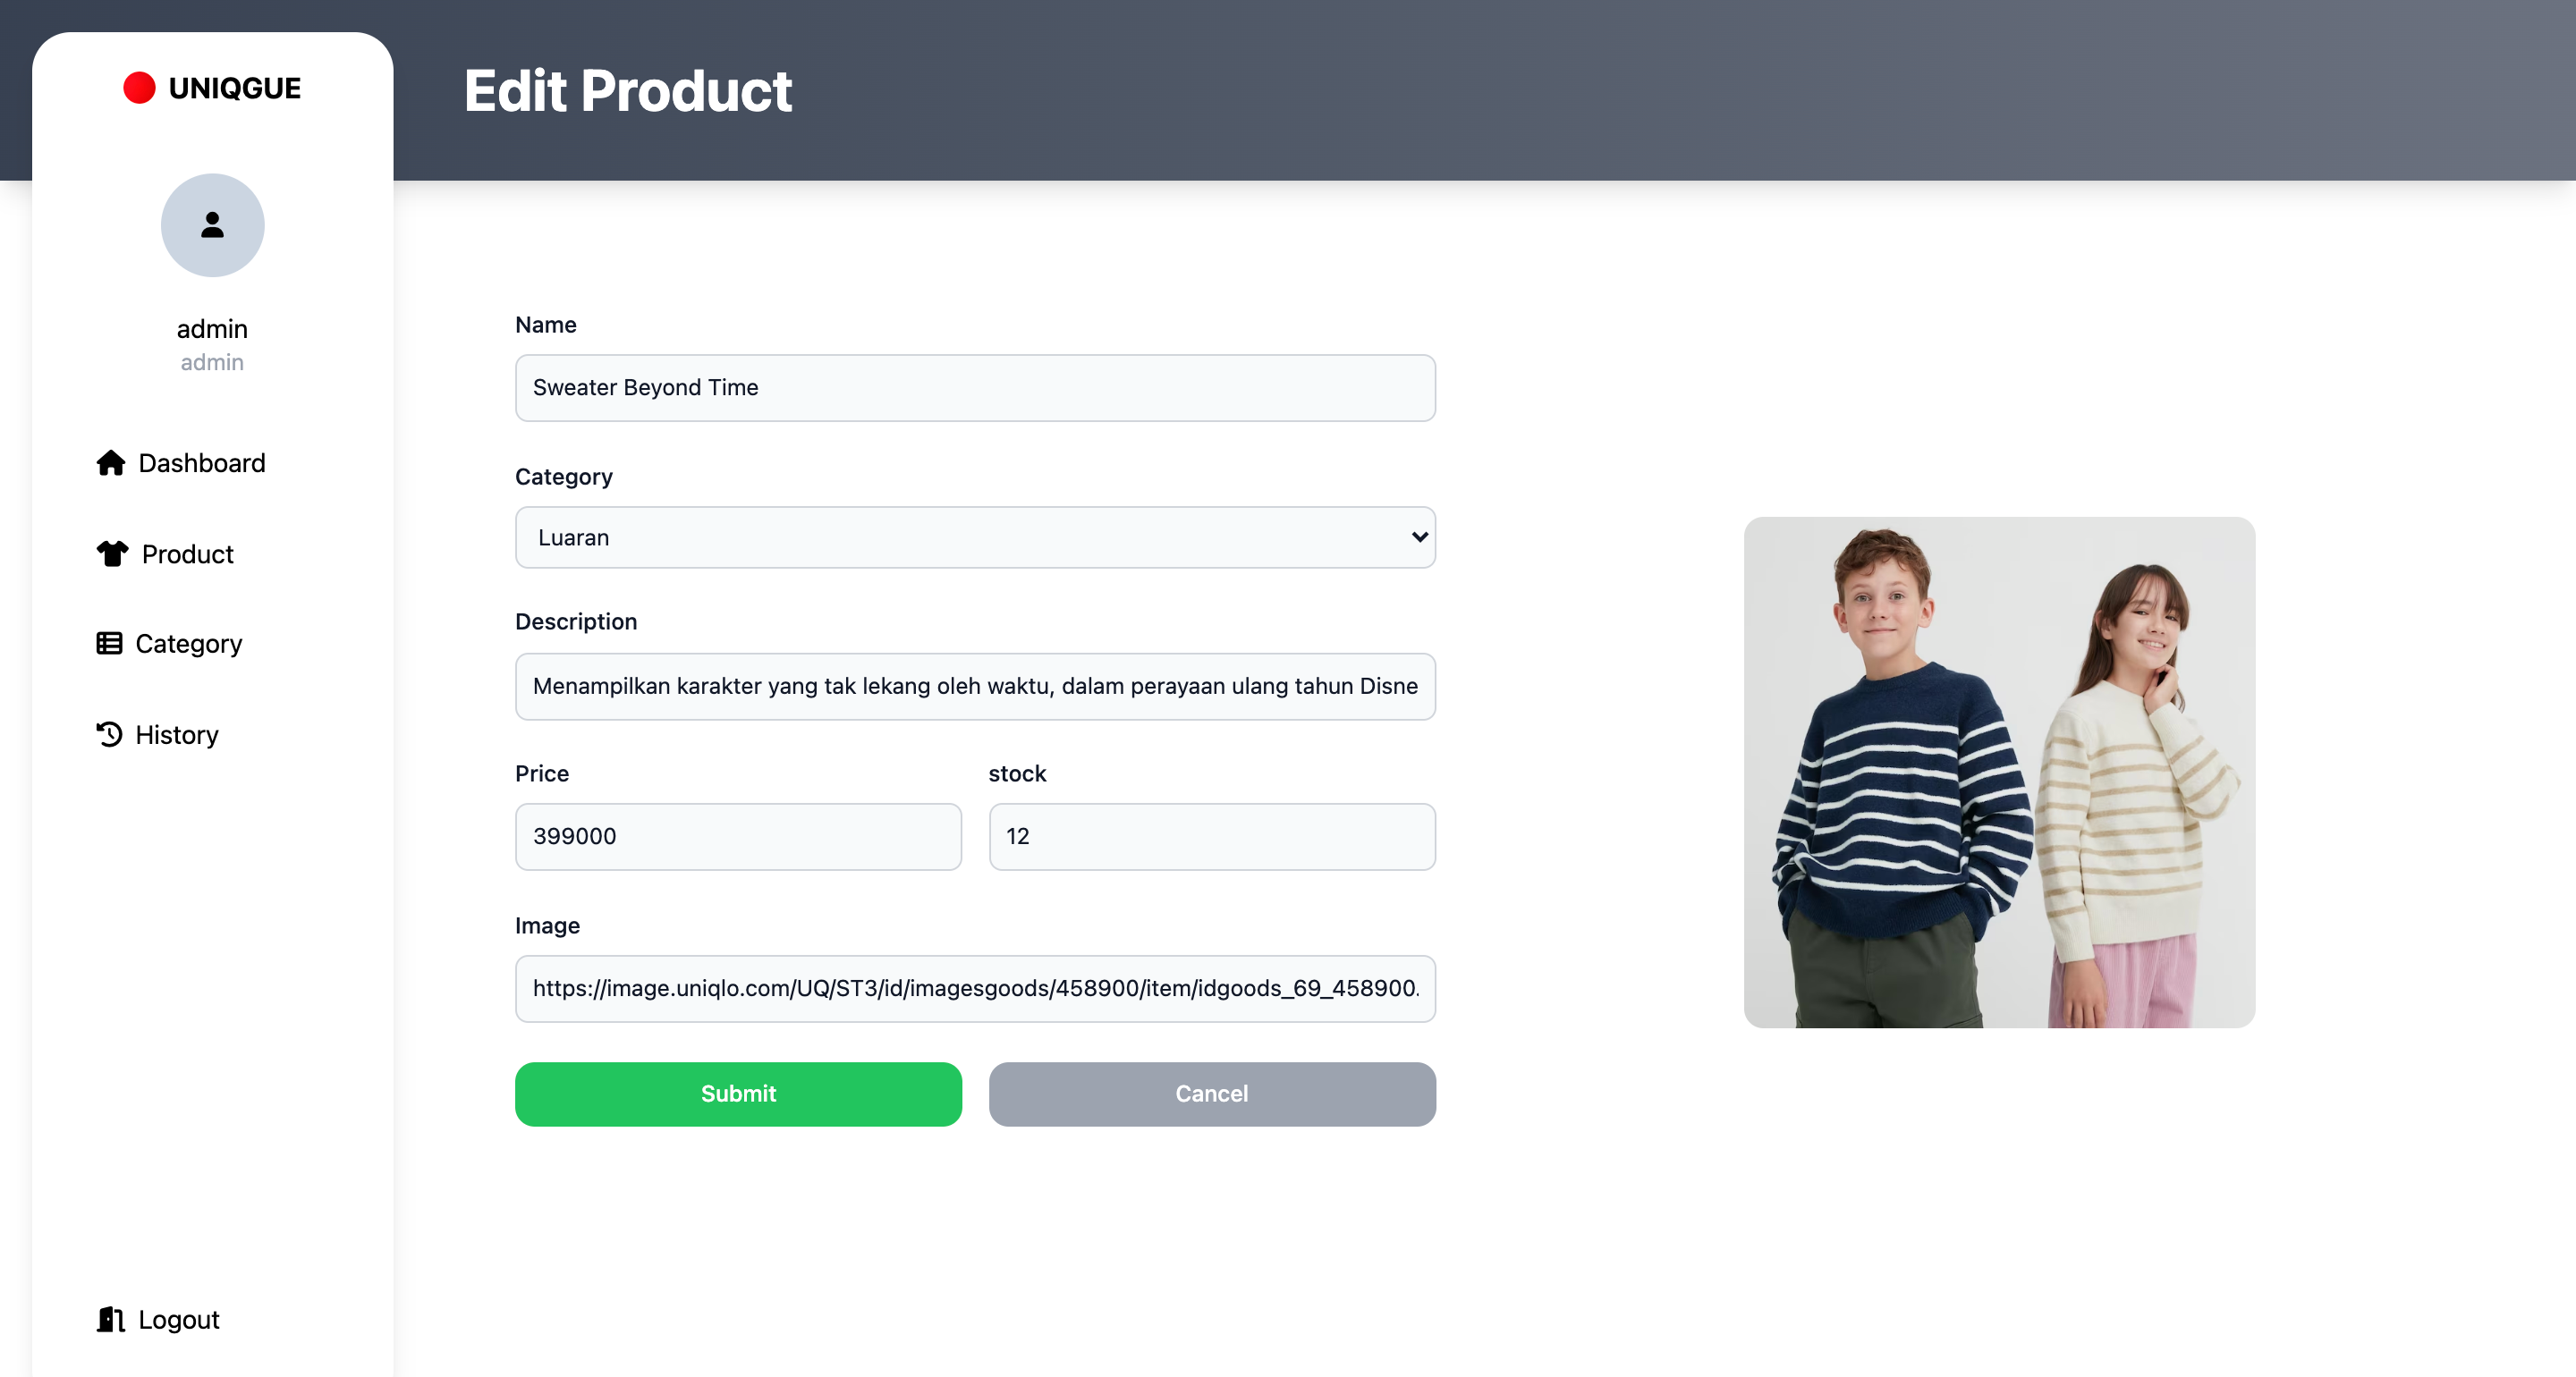 UNIQGUE
admin
admin
Dashboard
Product
Category
History
Logout
Edit Product
Name
Sweater Beyond Time
Category
Luaran
Description
Menampilkan karakter yang tak lekang oleh waktu, dalam perayaan ulang tahun Disne
Price
stock
399000
12
Image
https://image.uniqlo.com/UQ/ST3/id/imagesgoods/458900/item/idgoods_69_458900.
Submit
Cancel